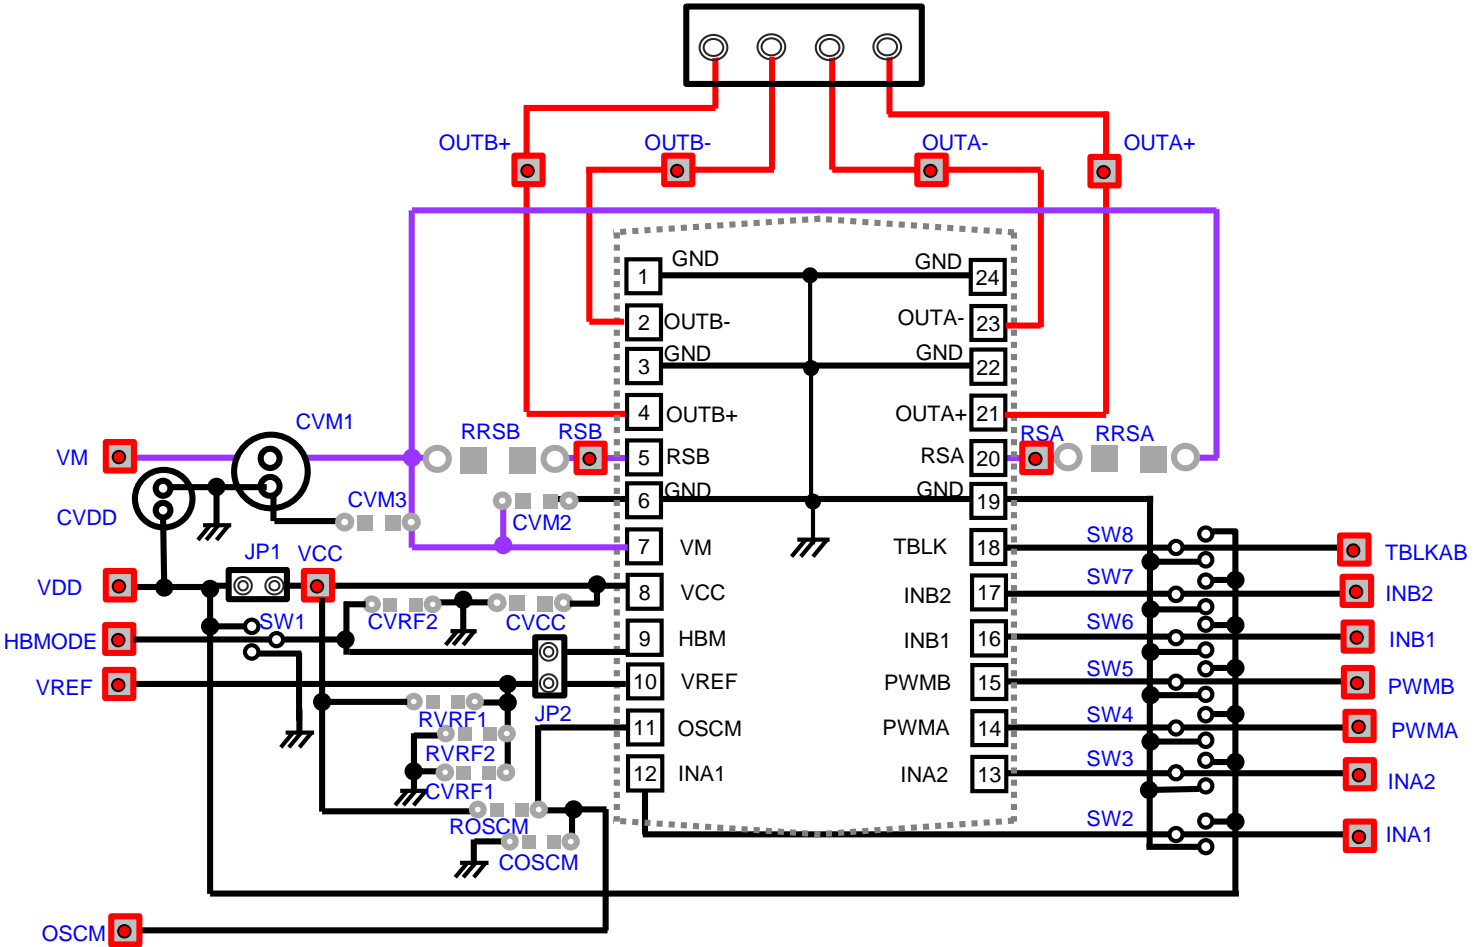 OUTB+
OUTB-
OUTA-
OUTA+
1 GND GND 24
2 OUTB- OUTA- 23
3 GND GND 22
4 OUTB+ OUTA+ 21
CVM1
RRSB RSB
RSA RRSA
VM
5 RSB RSA 20
CVM3
CVM2
6 GND GND 19
CVDD
7 VM TBLK 18
SW8
TBLKAB
JP1 VCC
VDD
8 VCC INB2 17
SW7
INB2
CVRF2
CVCC
SW1
HBMODE
9 HBM INB1 16
SW6
INB1
VREF
10 VREF PWMB 15
SW5
PWMB
JP2
RVRF1
11 OSCM PWMA 14
SW4
PWMA
RVRF2
12 INA1 INA2 13
SW3
INA2
CVRF1
ROSCM
SW2
INA1
COSCM
OSCM